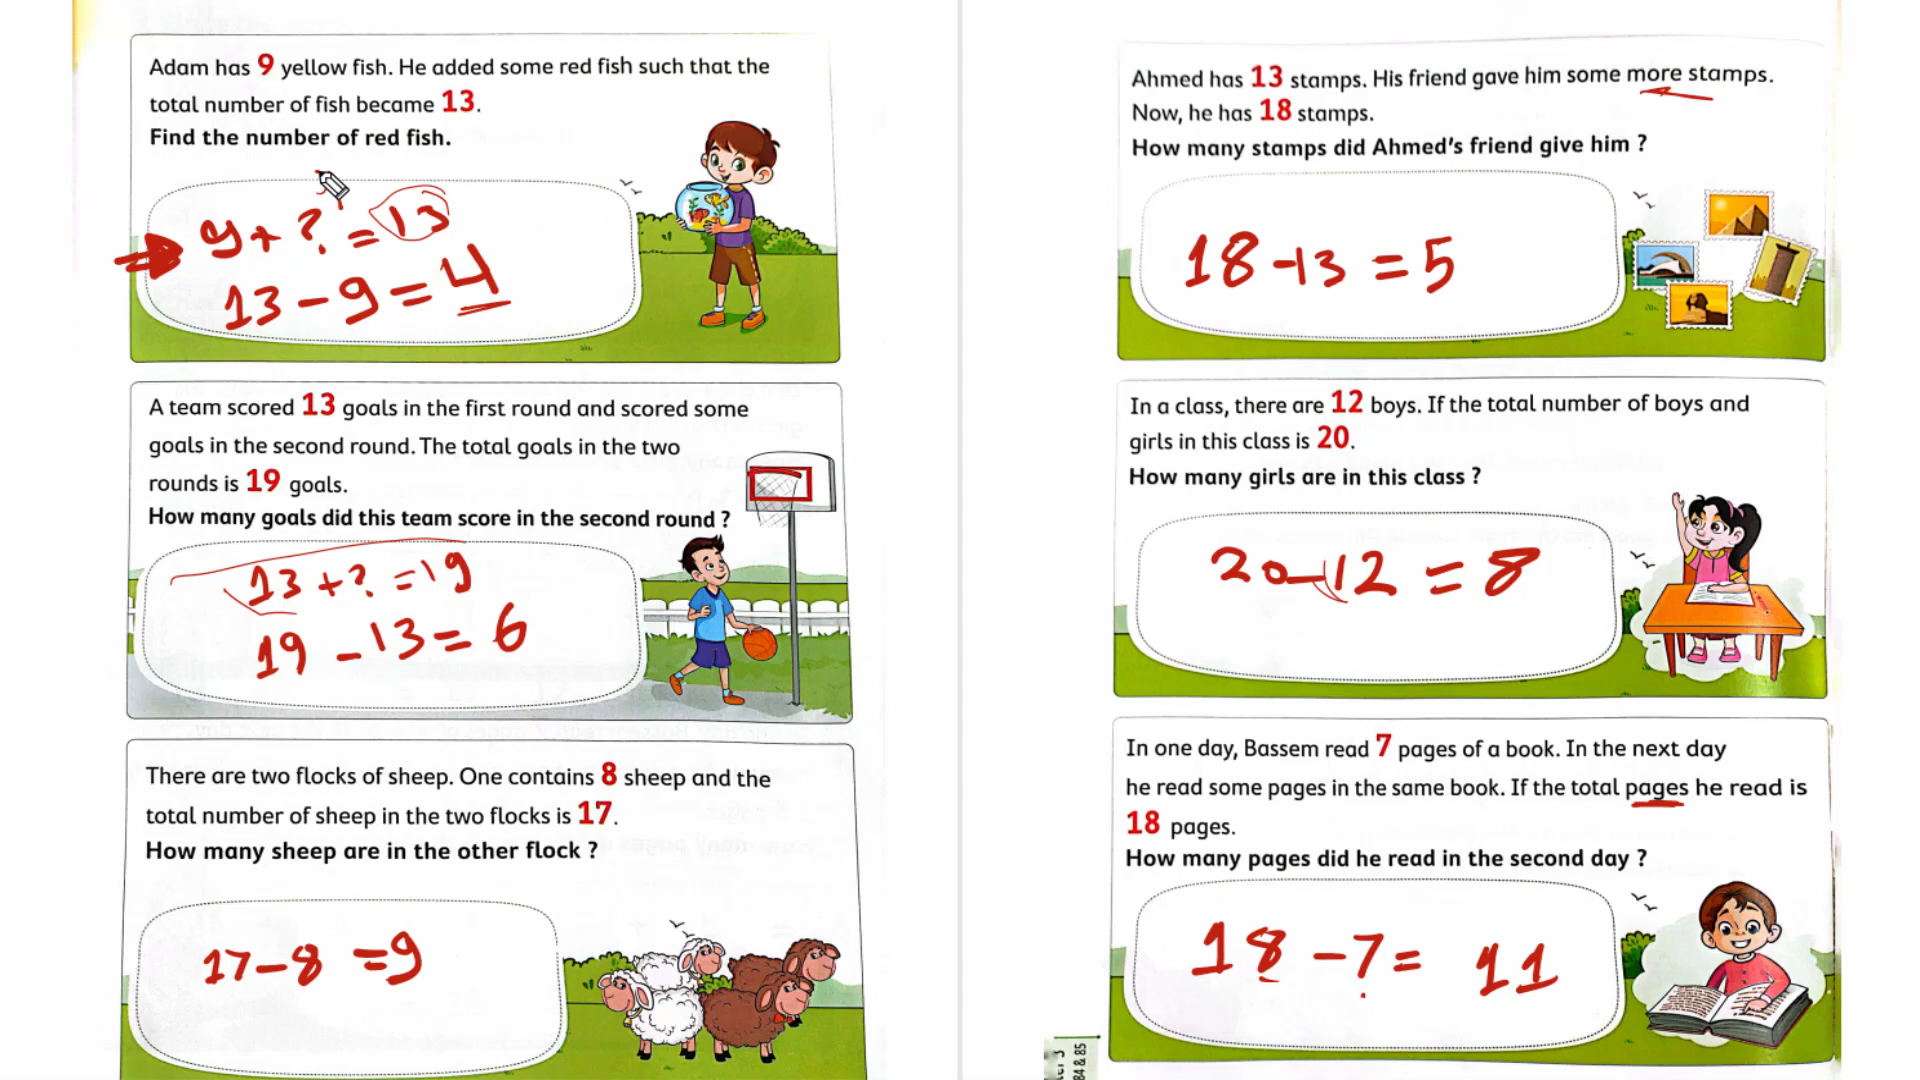 Adam has 9 yellow fish. He added some red fish such that the
total number of fish became 13.
Find the number of red fish.
9 + ? = 13
13 - 9 = 4
A team scored 13 goals in the first round and scored some
goals in the second round. The total goals in the two
rounds is 19 goals.
How many goals did this team score in the second round ?
13 + ? = 19
19 - 13 = 6
There are two flocks of sheep. One contains 8 sheep and the
total number of sheep in the two flocks is 17.
How many sheep are in the other flock ?
17 - 8 = 9
Ahmed has 13 stamps. His friend gave him some more stamps.
Now, he has 18 stamps.
How many stamps did Ahmed's friend give him ?
18 - 13 = 5
In a class, there are 12 boys. If the total number of boys and
girls in this class is 20.
How many girls are in this class ?
20 - 12 = 8
In one day, Bassem read 7 pages of a book. In the next day
he read some pages in the same book. If the total pages he read is
18 pages.
How many pages did he read in the second day ?
18 - 7 = 11
84 & 85